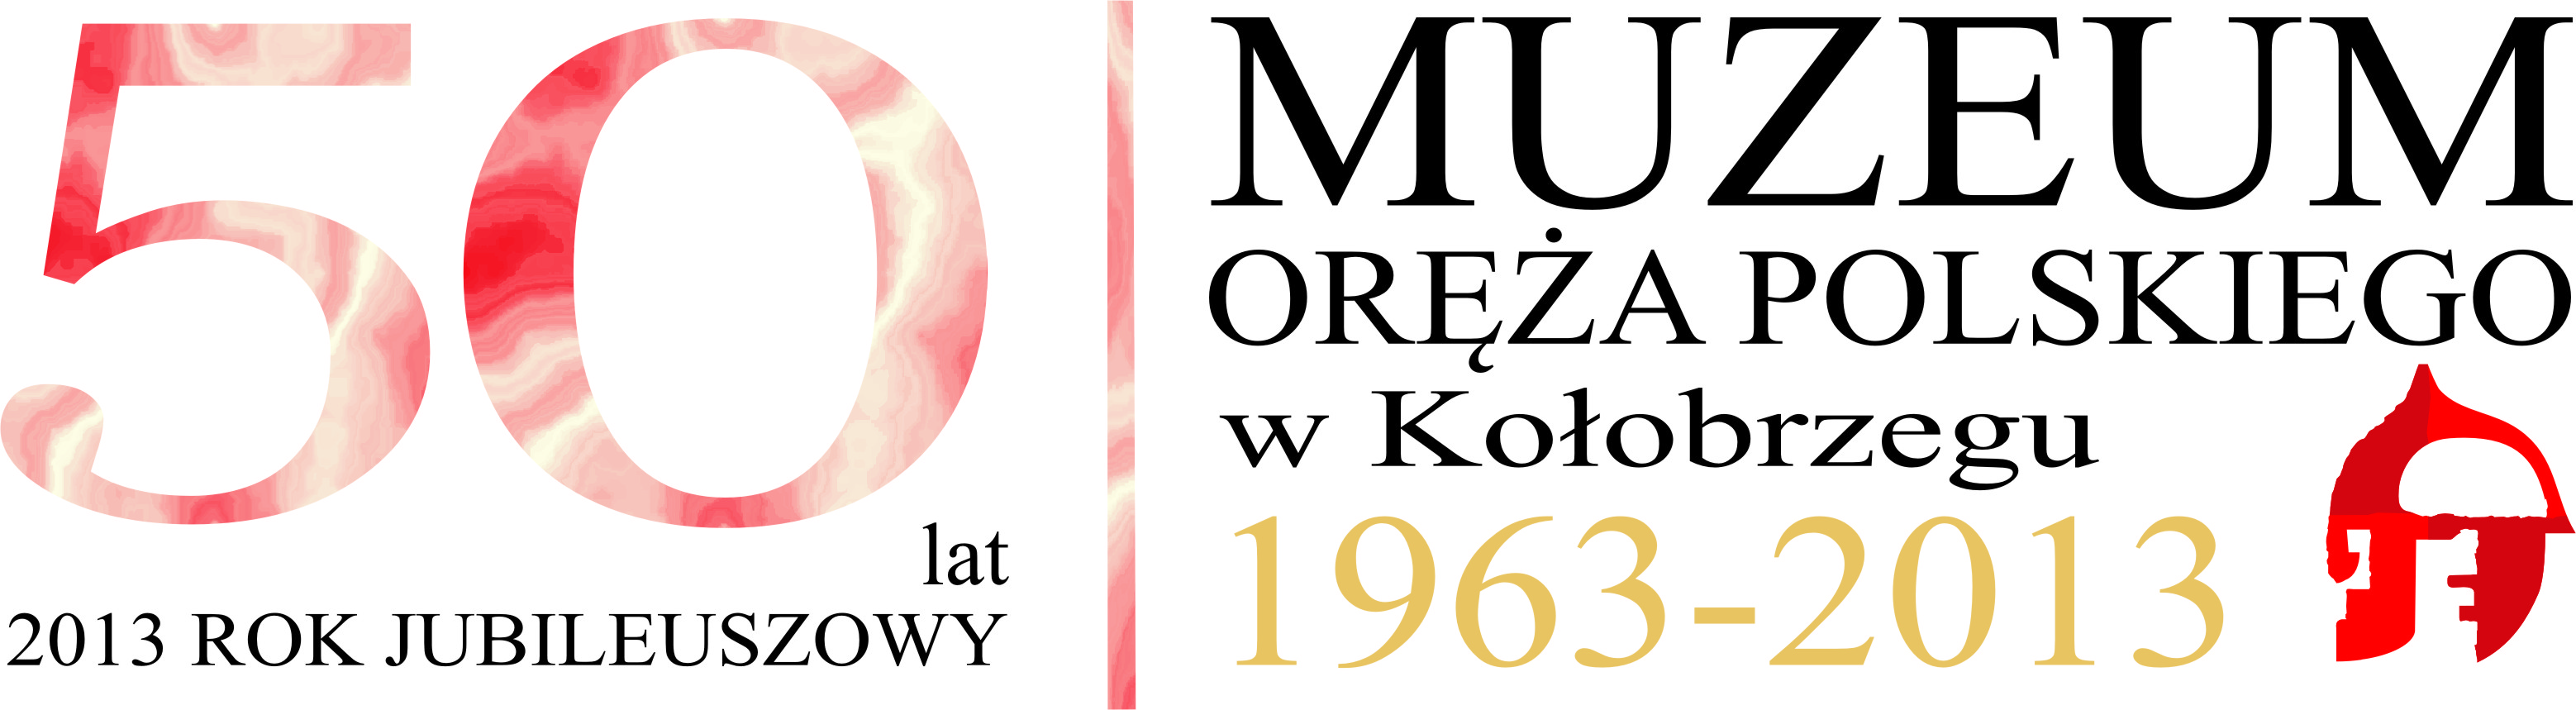 50
lat
2013 ROK JUBILEUSZOWY
MUZEUM
ORĘŻA POLSKIEGO
w Kołobrzegu
1963-2013